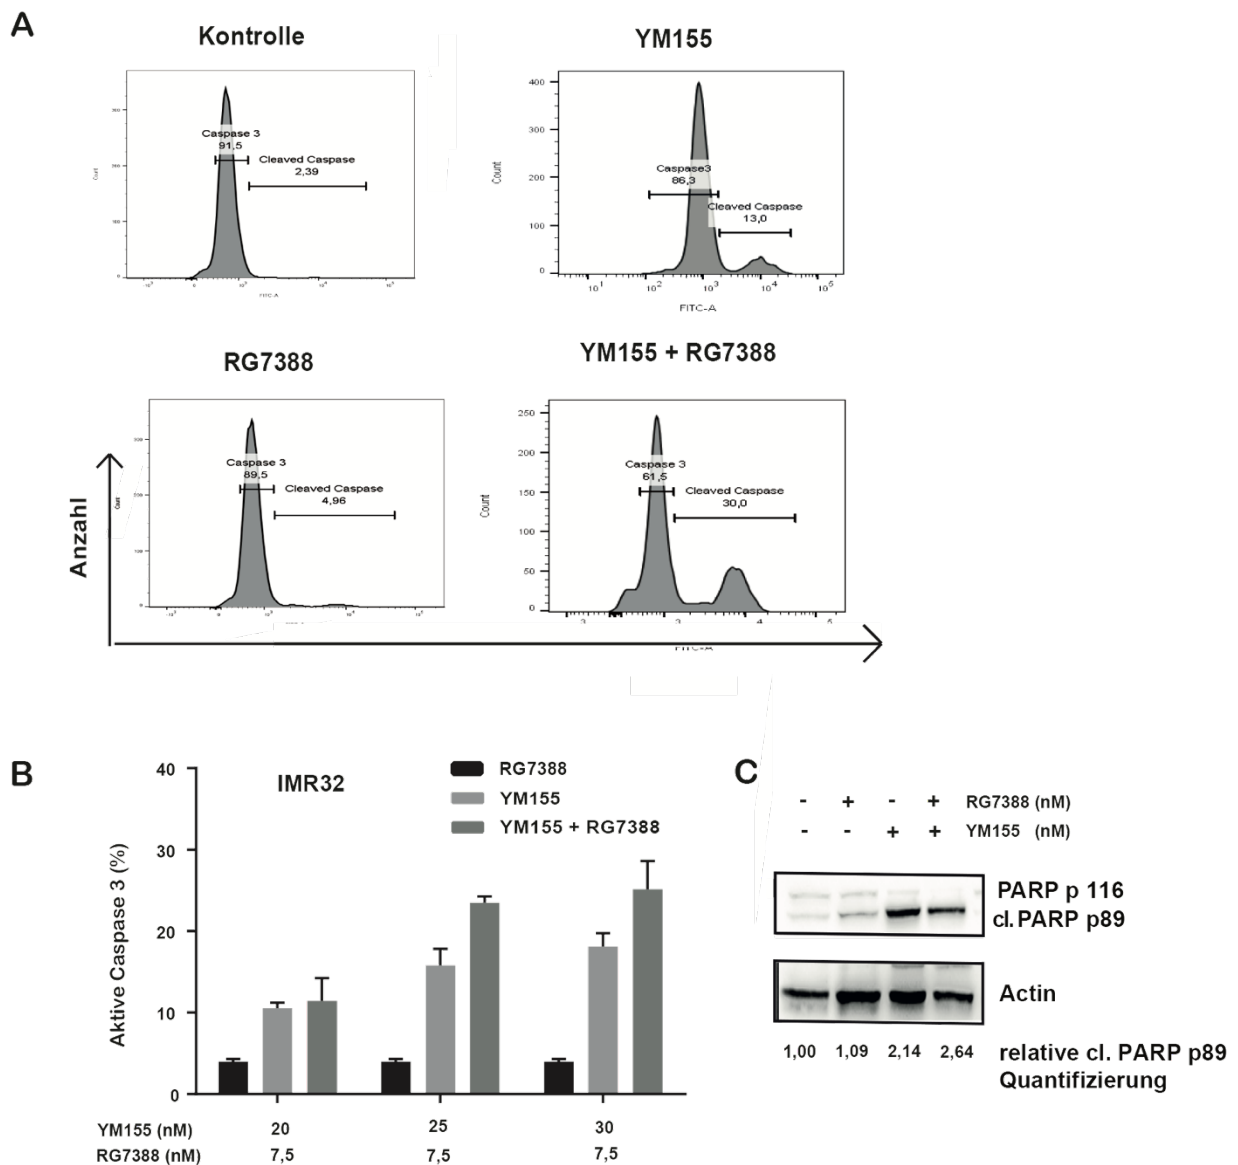 A
Kontrolle
YM155
Caspase 3
91,5
Cleaved Caspase
2,39
Count
FITC-A
400
300
200
100
0
Count
Caspase3
86,3
Cleaved Caspase
13,0
10¹ 10² 10³ 10⁴ 10⁵
FITC-A
RG7388
YM155 + RG7388
Caspase 3
89,5
Cleaved Caspase
4,96
Count
Anzahl
250
200
150
100
50
0
Count
Caspase 3
61,5
Cleaved Caspase
30,0
B
IMR32
RG7388
YM155
YM155 + RG7388
Aktive Caspase 3 (%)
40
30
20
10
0
YM155 (nM) 20 25 30
RG7388 (nM) 7,5 7,5 7,5
C
- + - + RG7388 (nM)
- - + + YM155 (nM)
PARP p 116
cl. PARP p89
Actin
1,00 1,09 2,14 2,64 relative cl. PARP p89
Quantifizierung